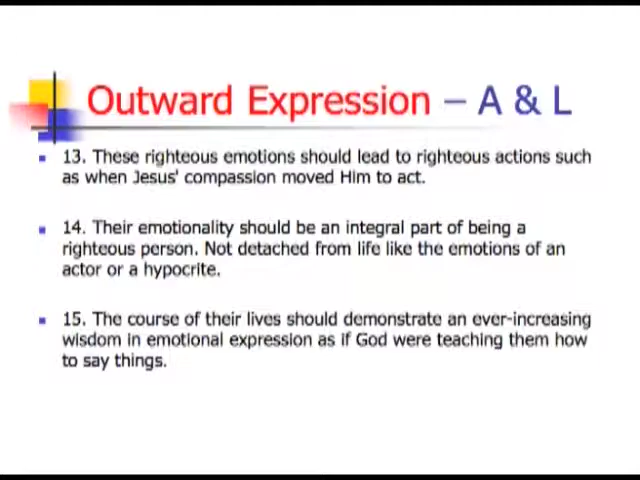 Outward Expression – A & L
13. These righteous emotions should lead to righteous actions such
as when Jesus' compassion moved Him to act.
14. Their emotionality should be an integral part of being a
righteous person. Not detached from life like the emotions of an
actor or a hypocrite.
15. The course of their lives should demonstrate an ever-increasing
wisdom in emotional expression as if God were teaching them how
to say things.